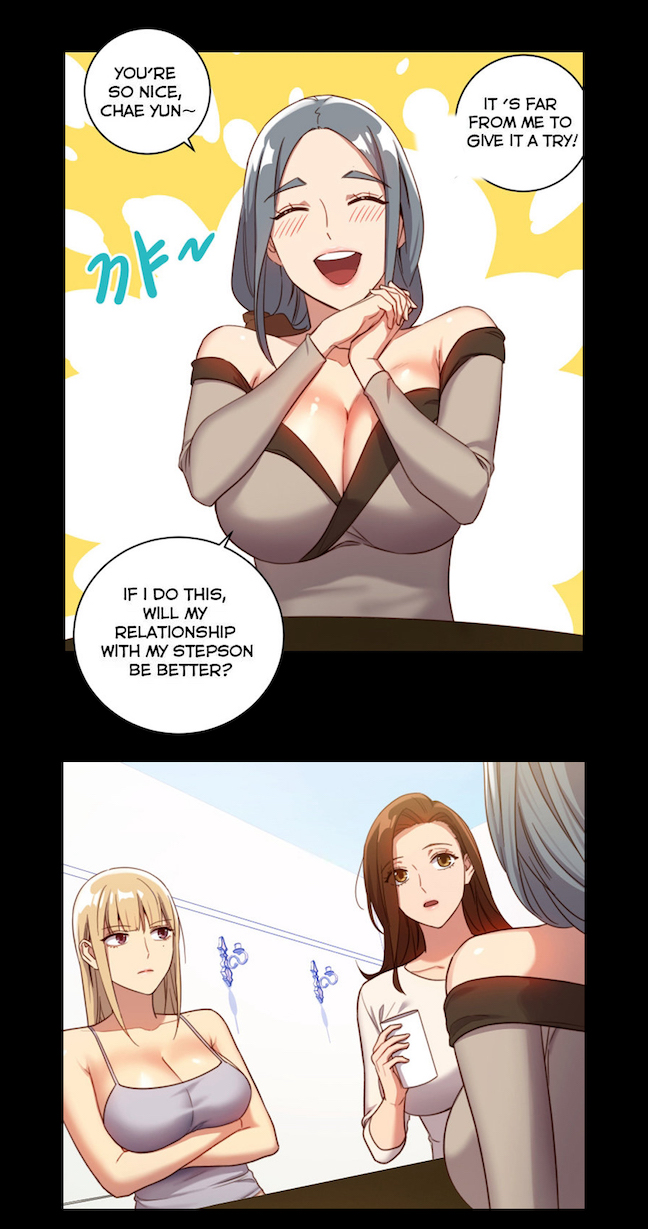 YOU'RE
SO NICE,
CHAE YUN~
IT 'S FAR
FROM ME TO
GIVE IT A TRY!
꺄~
IF I DO THIS,
WILL MY
RELATIONSHIP
WITH MY STEPSON
BE BETTER?